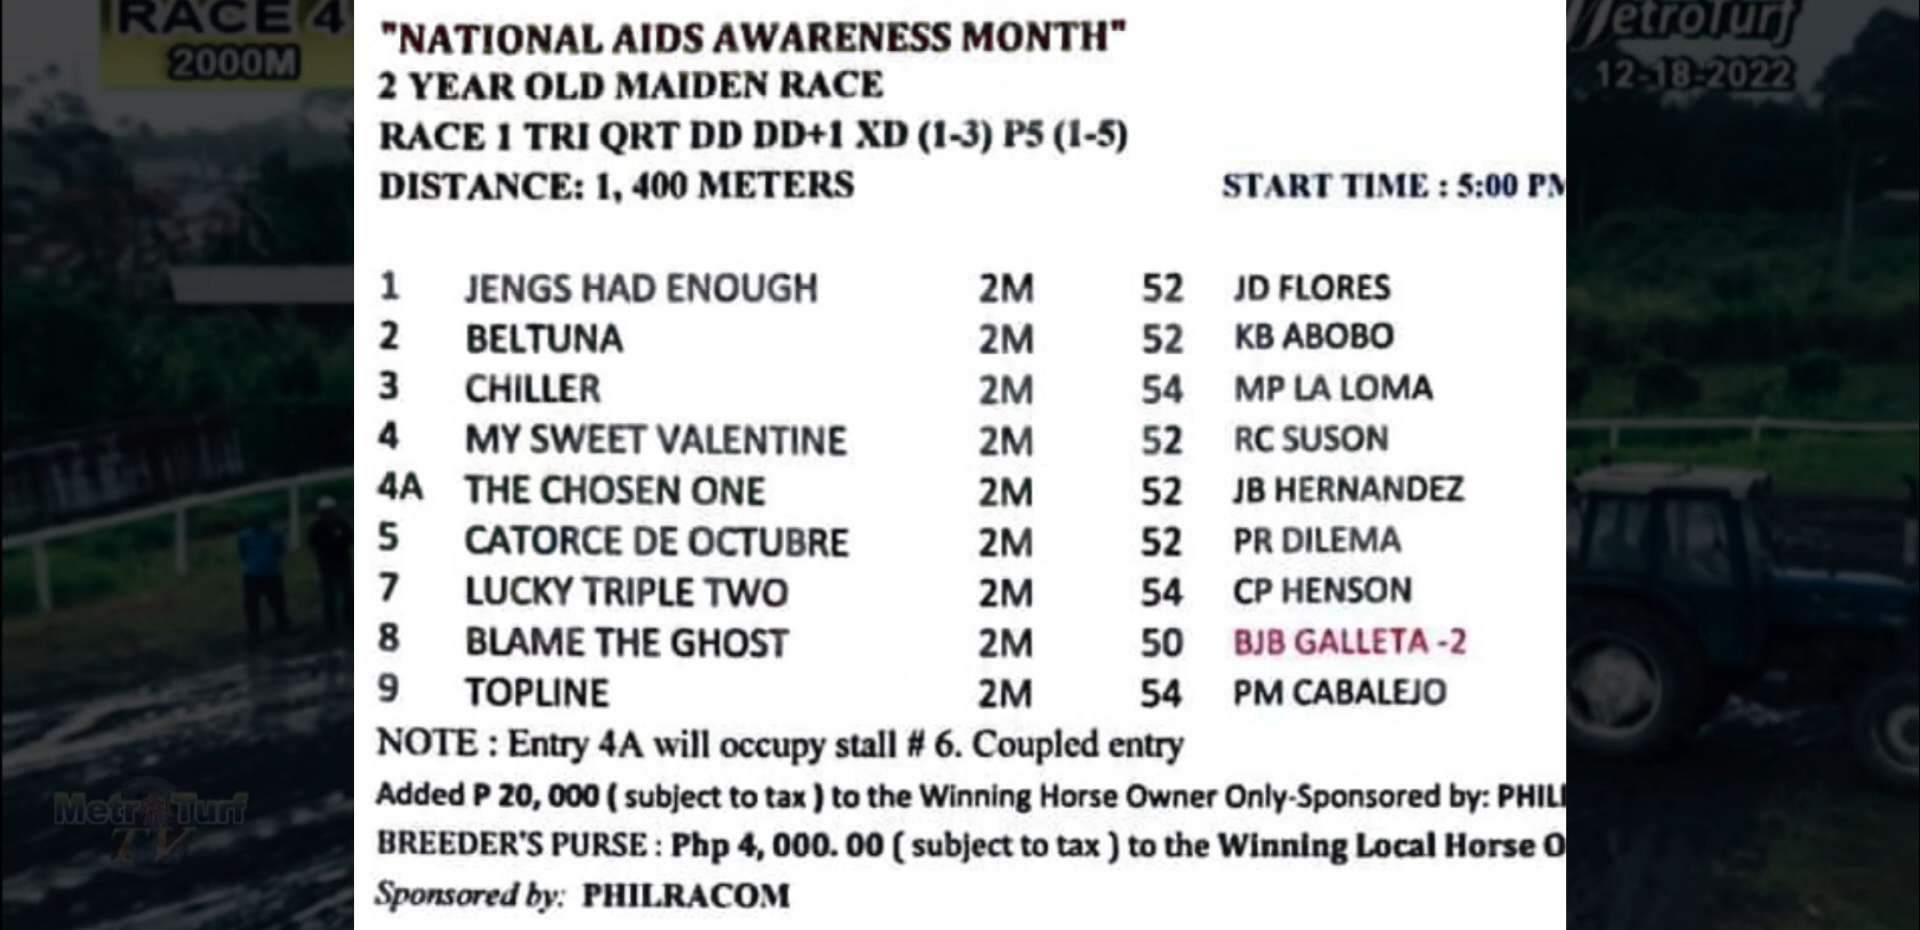 RACE 4
2000M
"NATIONAL AIDS AWARENESS MONTH"
2 YEAR OLD MAIDEN RACE
RACE 1 TRI QRT DD DD+1 XD (1-3) P5 (1-5)
DISTANCE: 1, 400 METERS START TIME : 5:00 PM
MetroTurf
12-18-2022
1 JENGS HAD ENOUGH 2M 52 JD FLORES
2 BELTUNA 2M 52 KB ABOBO
3 CHILLER 2M 54 MP LA LOMA
4 MY SWEET VALENTINE 2M 52 RC SUSON
4A THE CHOSEN ONE 2M 52 JB HERNANDEZ
5 CATORCE DE OCTUBRE 2M 52 PR DILEMA
7 LUCKY TRIPLE TWO 2M 54 CP HENSON
8 BLAME THE GHOST 2M 50 BJB GALLETA -2
9 TOPLINE 2M 54 PM CABALEJO
NOTE : Entry 4A will occupy stall # 6. Coupled entry
Added P 20, 000 ( subject to tax ) to the Winning Horse Owner Only-Sponsored by:
BREEDER'S PURSE : Php 4, 000. 00 ( subject to tax ) to the Winning Local Horse
Sponsored by: PHILRACOM
MetroTurf
TV